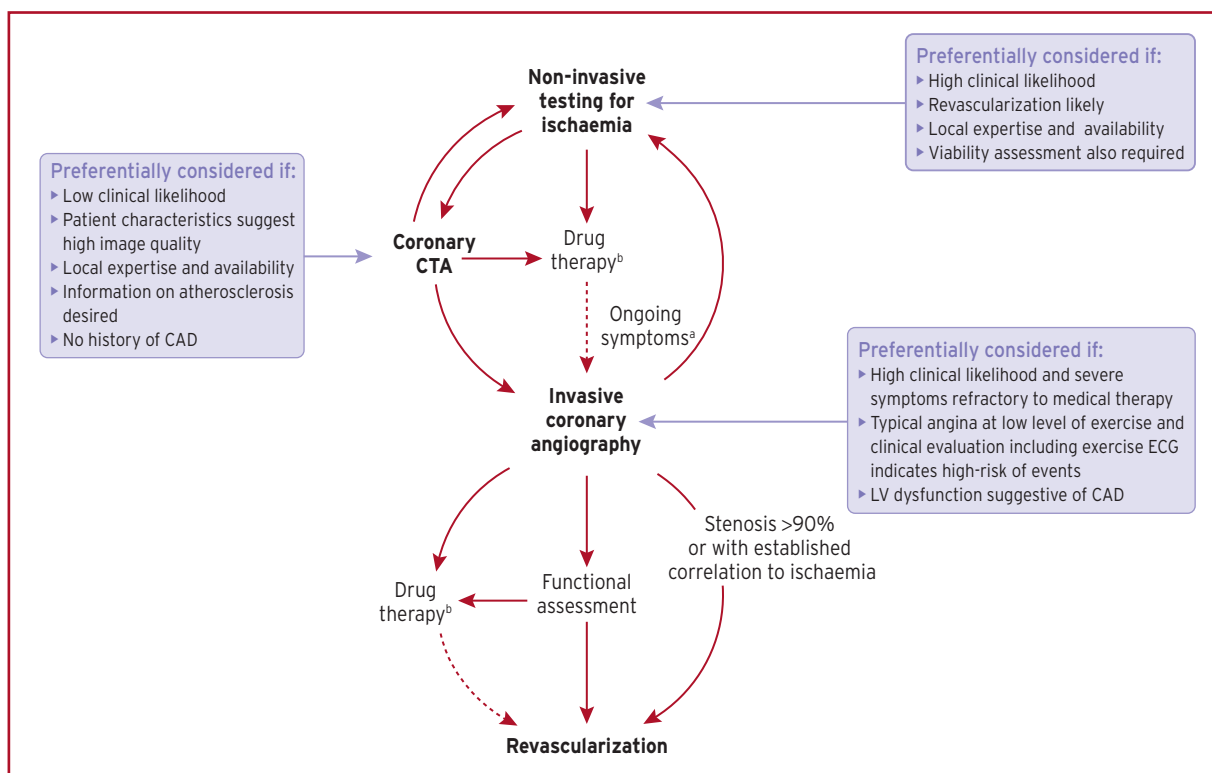 Preferentially considered if:
▸ High clinical likelihood
▸ Revascularization likely
▸ Local expertise and availability
▸ Viability assessment also required
Non-invasive
testing for
ischaemia
Preferentially considered if:
▸ Low clinical likelihood
▸ Patient characteristics suggest
high image quality
▸ Local expertise and availability
▸ Information on atherosclerosis
desired
▸ No history of CAD
Coronary
CTA
Drug
therapyᵇ
Ongoing
symptomsᵃ
Preferentially considered if:
▸ High clinical likelihood and severe
symptoms refractory to medical therapy
▸ Typical angina at low level of exercise and
clinical evaluation including exercise ECG
indicates high-risk of events
▸ LV dysfunction suggestive of CAD
Invasive
coronary
angiography
Stenosis >90%
or with established
correlation to ischaemia
Drug
therapyᵇ
Functional
assessment
Revascularization